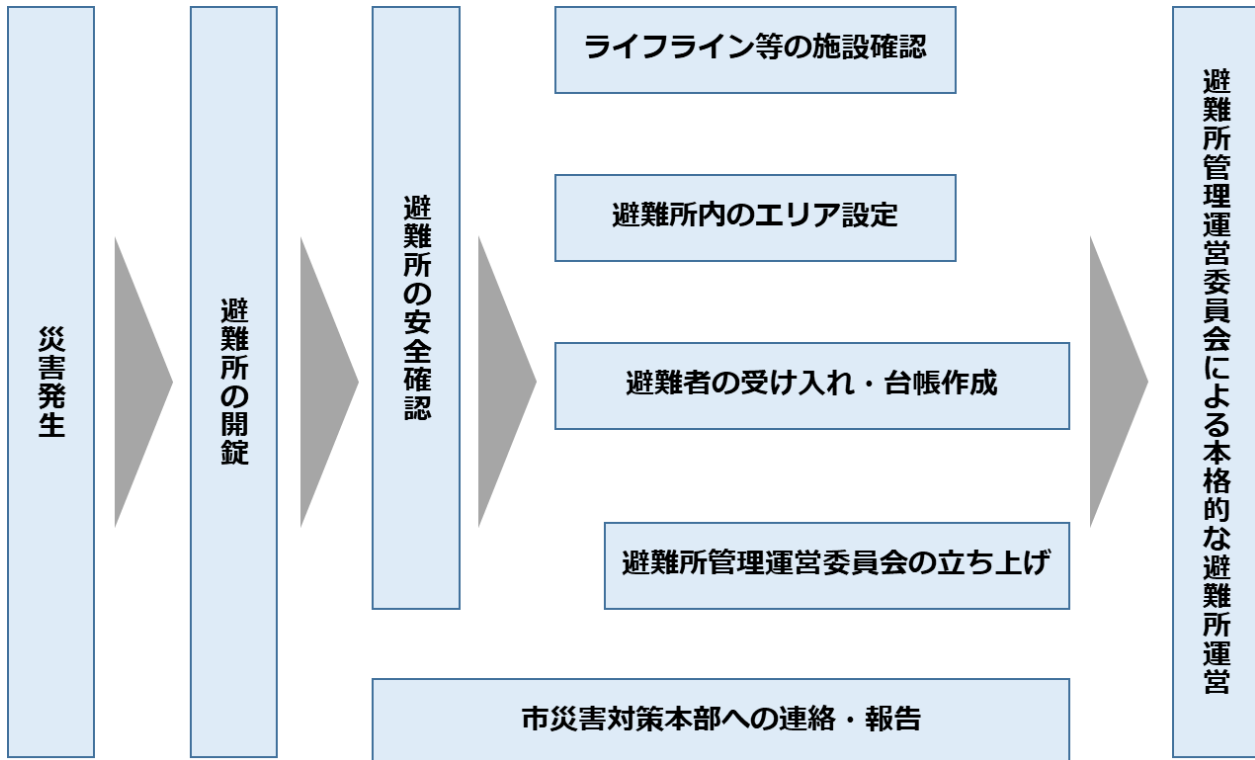 災害発生
避難所の開錠
避難所の安全確認
ライフライン等の施設確認
避難所内のエリア設定
避難者の受け入れ・台帳作成
避難所管理運営委員会の立ち上げ
市災害対策本部への連絡・報告
避難所管理運営委員会による本格的な避難所運営